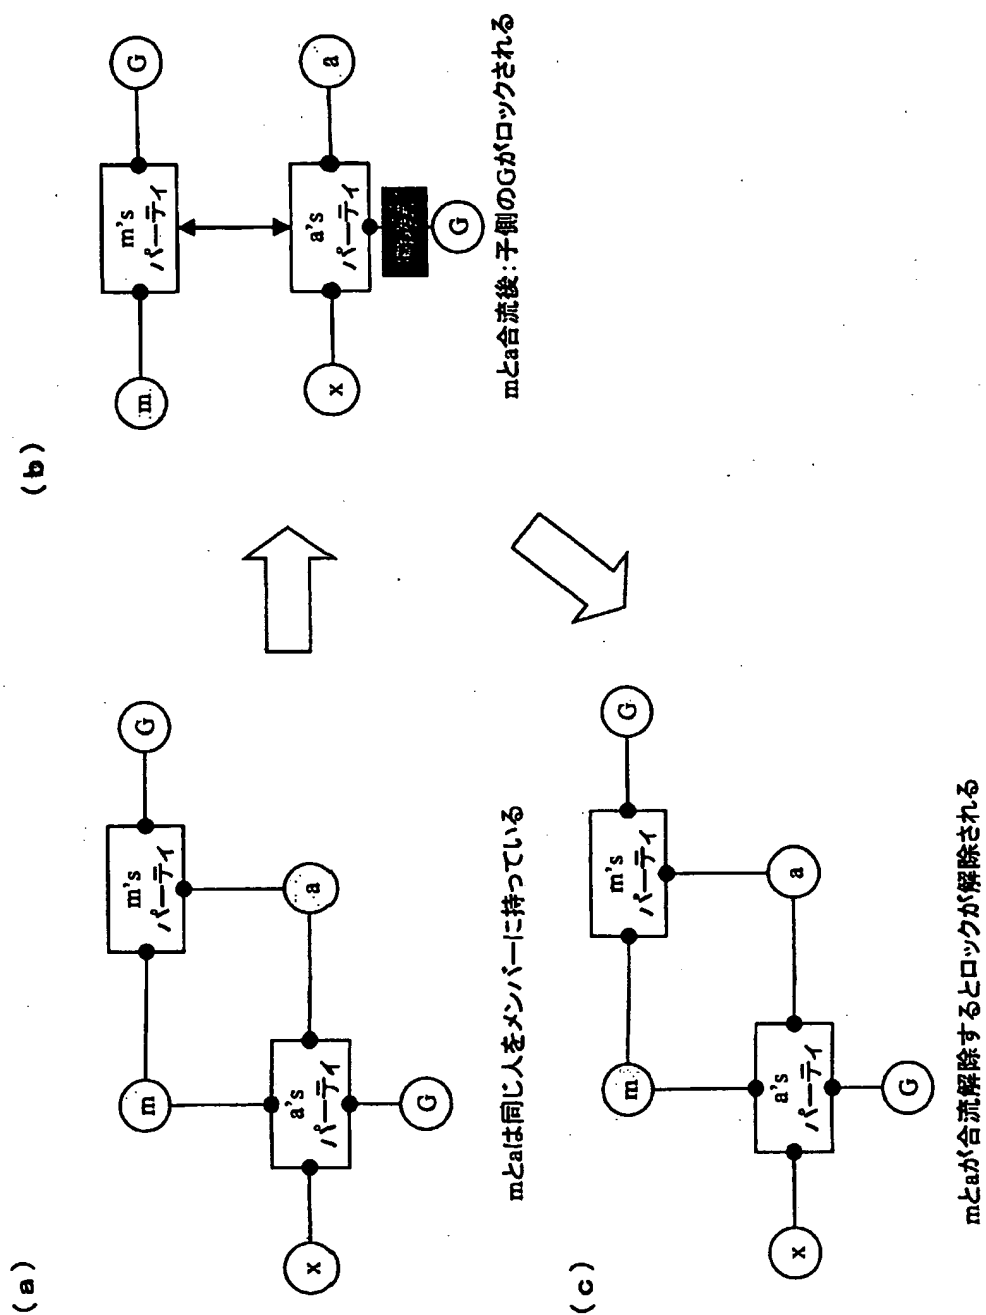 (a)
m
m's
パーティ
G
a
x
a's
パーティ
G
mとaは同じ人をメンバーに持っている
(b)
m
m's
パーティ
G
x
a's
パーティ
a
G
mとa合流後:子側のGがロックされる
(c)
m
m's
パーティ
G
a
x
a's
パーティ
G
mとaが合流解除するとロックが解除される